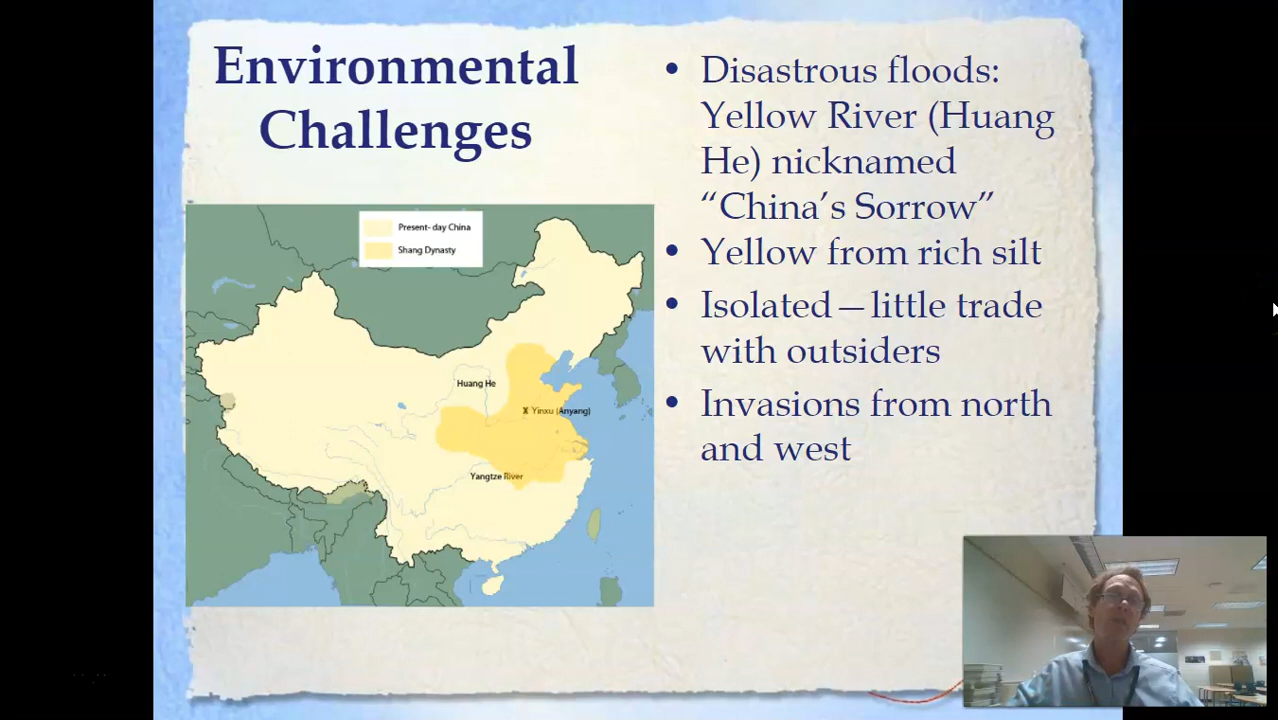 Environmental
Challenges
Present- day China
Shang Dynasty
Huang He
X Yinxu (Anyang)
Yangtze River
• Disastrous floods:
Yellow River (Huang
He) nicknamed
“China’s Sorrow”
• Yellow from rich silt
• Isolated—little trade
with outsiders
• Invasions from north
and west